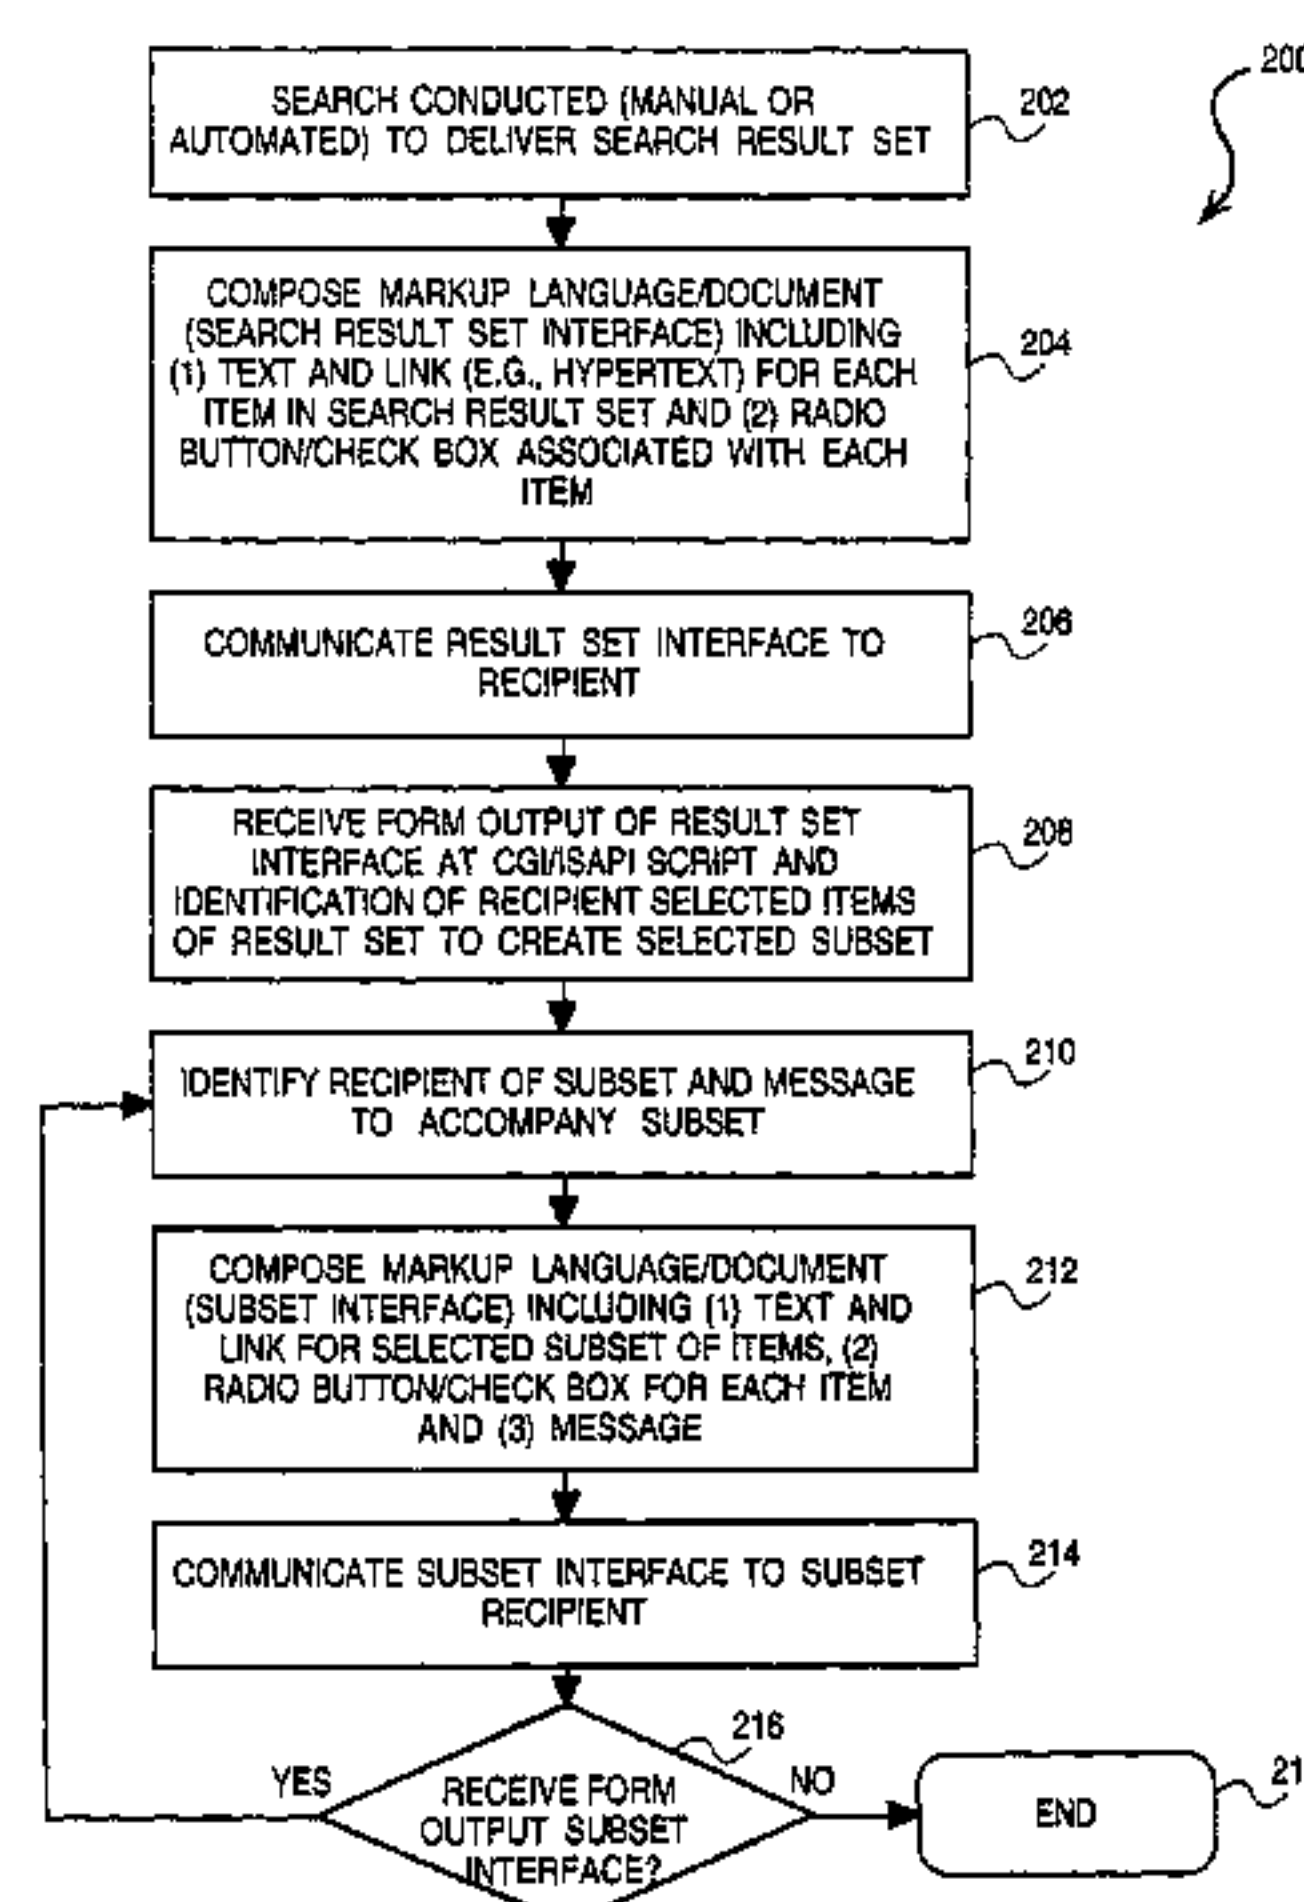 200
SEARCH CONDUCTED (MANUAL OR
AUTOMATED) TO DELIVER SEARCH RESULT SET
202
COMPOSE MARKUP LANGUAGE/DOCUMENT
(SEARCH RESULT SET INTERFACE) INCLUDING
(1) TEXT AND LINK (E.G., HYPERTEXT) FOR EACH
ITEM IN SEARCH RESULT SET AND (2) RADIO
BUTTON/CHECK BOX ASSOCIATED WITH EACH
ITEM
204
COMMUNICATE RESULT SET INTERFACE TO
RECIPIENT
206
RECEIVE FORM OUTPUT OF RESULT SET
INTERFACE AT CGI/ISAPI SCRIPT AND
IDENTIFICATION OF RECIPIENT SELECTED ITEMS
OF RESULT SET TO CREATE SELECTED SUBSET
208
IDENTIFY RECIPIENT OF SUBSET AND MESSAGE
TO ACCOMPANY SUBSET
210
COMPOSE MARKUP LANGUAGE/DOCUMENT
(SUBSET INTERFACE) INCLUDING (1) TEXT AND
LINK FOR SELECTED SUBSET OF ITEMS, (2)
RADIO BUTTON/CHECK BOX FOR EACH ITEM
AND (3) MESSAGE
212
COMMUNICATE SUBSET INTERFACE TO SUBSET
RECIPIENT
214
216
YES
RECEIVE FORM
OUTPUT SUBSET
INTERFACE?
NO
END
21